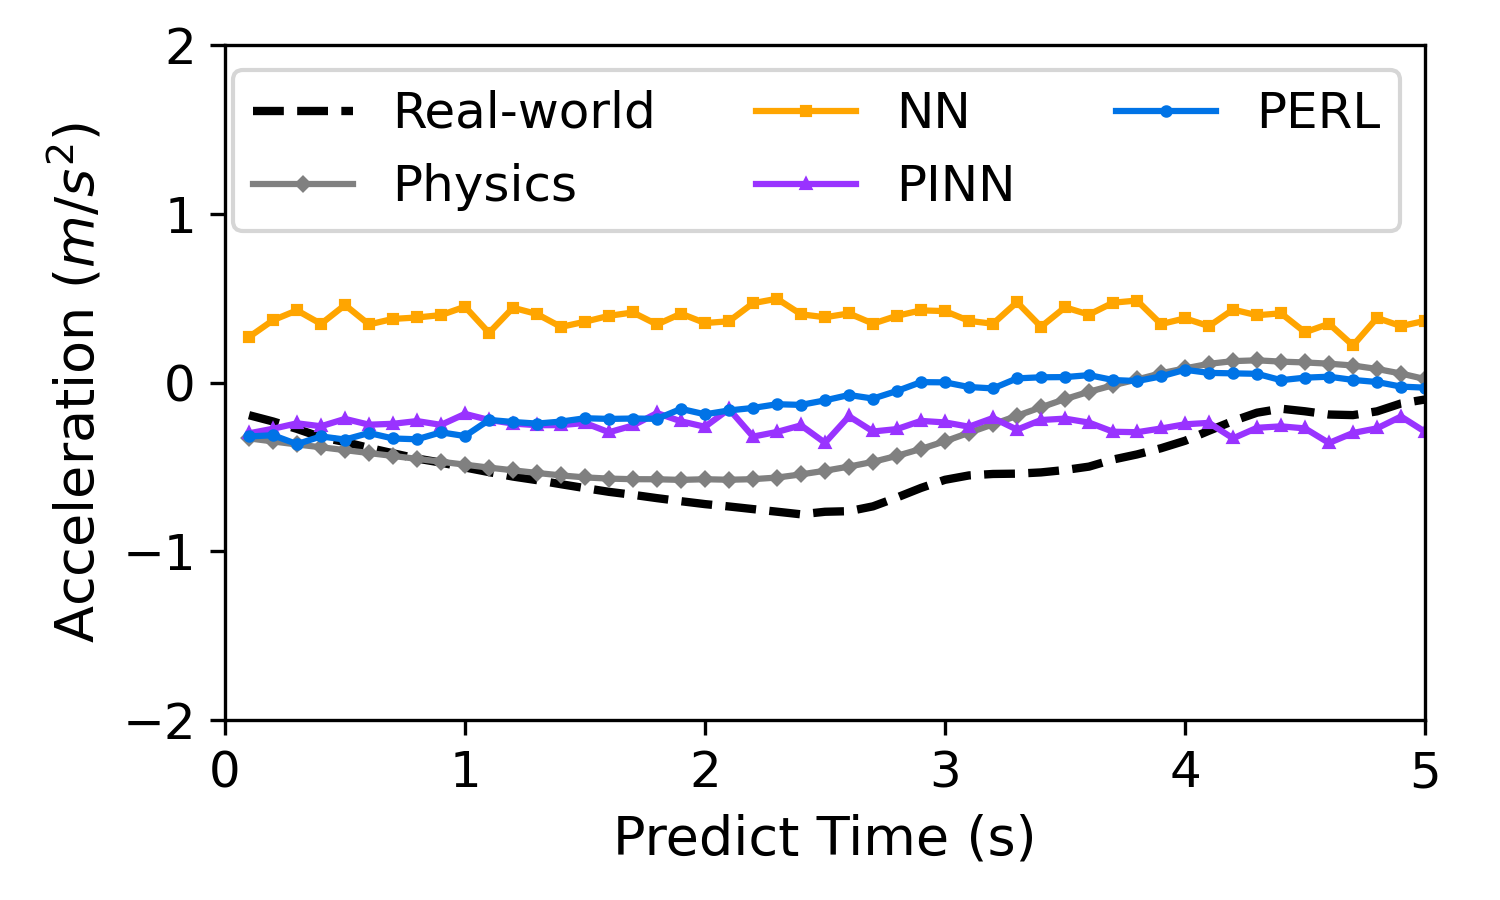 2
1
0
−1
−2
Acceleration (m/s²)
Real-world
Physics
NN
PINN
PERL
0 1 2 3 4 5
Predict Time (s)